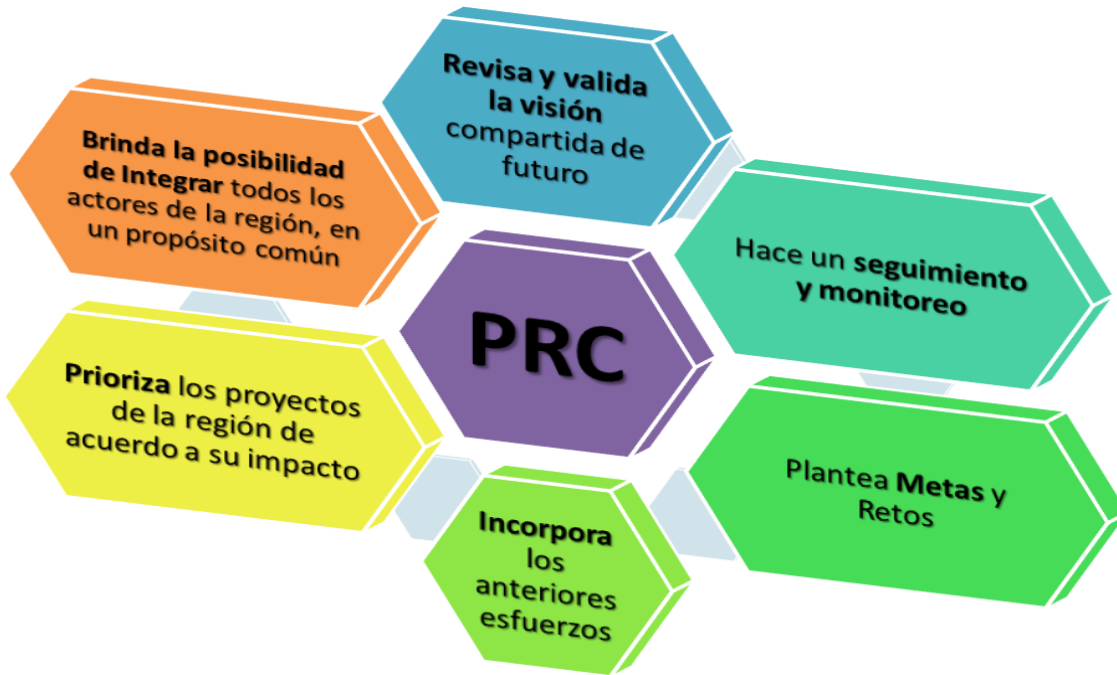 Revisa y valida
la visión
compartida de
futuro
Brinda la posibilidad
de Integrar todos los
actores de la región, en
un propósito común
Hace un seguimiento
y monitoreo
PRC
Prioriza los proyectos
de la región de
acuerdo a su impacto
Plantea Metas y
Retos
Incorpora
los
anteriores
esfuerzos